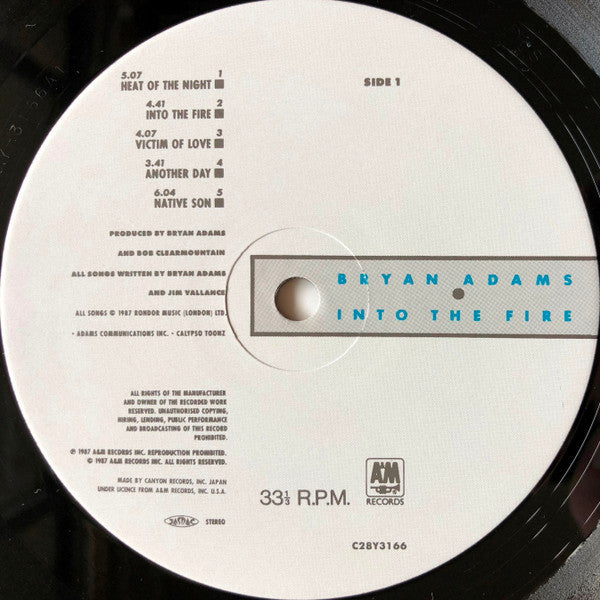 5.07 1
HEAT OF THE NIGHT
4.41 2
INTO THE FIRE
4.07 3
VICTIM OF LOVE
3.41 4
ANOTHER DAY
6.04 5
NATIVE SON
SIDE 1
PRODUCED BY BRYAN ADAMS
AND BOB CLEARMOUNTAIN
ALL SONGS WRITTEN BY BRYAN ADAMS
AND JIM VALLANCE
ALL SONGS © 1987 RONDOR MUSIC (LONDON) LTD.
• ADAMS COMMUNICATIONS INC. • CALYPSO TOONZ
BRYAN ADAMS
INTO THE FIRE
ALL RIGHTS OF THE MANUFACTURER
AND OWNER OF THE RECORDED WORK
RESERVED. UNAUTHORISED COPYING,
HIRING, LENDING, PUBLIC PERFORMANCE
AND BROADCASTING OF THIS RECORD
PROHIBITED.
℗ 1987 A&M RECORDS INC. REPRODUCTION PROHIBITED.
© 1987 A&M RECORDS INC. ALL RIGHTS RESERVED.
MADE BY CANYON RECORDS, INC. JAPAN
UNDER LICENCE FROM A&M RECORDS, INC. U.S.A.
JASRAC STEREO
33⅓ R.P.M.
A&M
RECORDS
C28Y3166